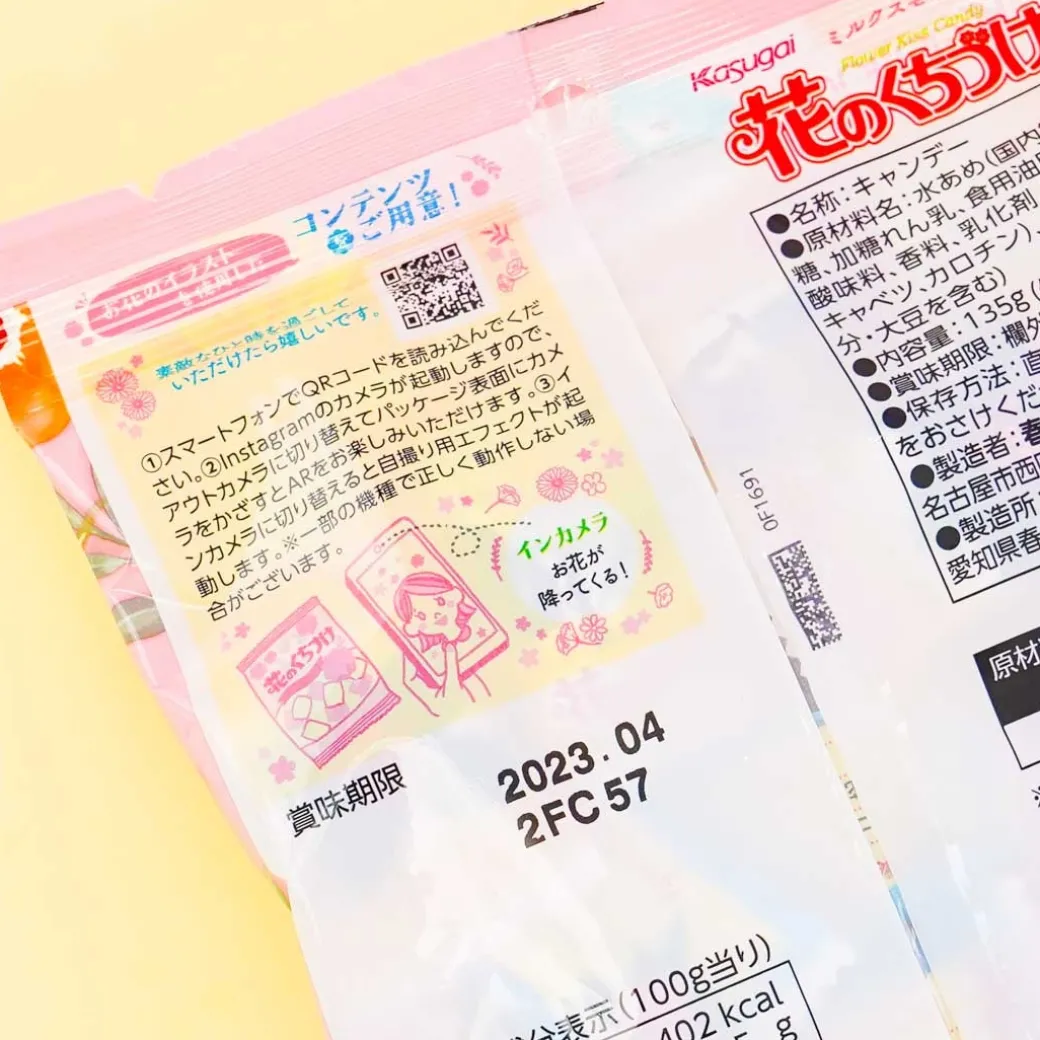 コンテンツ
をご用意！
お花のイラスト
素敵なひと時を過ごして
いただけたら嬉しいです。
①スマートフォンでQRコードを読み込んでくだ
さい。②Instagramのカメラが起動しますので、
アウトカメラに切り替えてパッケージ表面にカメ
ラをかざすとARをお楽しみいただけます。③イ
ンカメラに切り替えると自撮り用エフェクトが起
動します。※一部の機種で正しく動作しない場
合がございます。
インカメラ
お花が
降ってくる！
花のくちづけ
賞味期限
2023.04
2FC 57
分表示(100g当り)
402 kcal
g
Kasugai
ミルクス
Flower Kiss Candy
花のくちづけ
●名称：キャンデー
●原材料名：水あめ(国内
糖、加糖れん乳、食用油
酸味料、香料、乳化剤
キャベツ、カロチン)、
分・大豆を含む)
●内容量：135g(
●賞味期限：欄外
●保存方法：直
をおさけくだ
●製造者：春
名古屋市西
●製造所
愛知県春
0F1691
原材